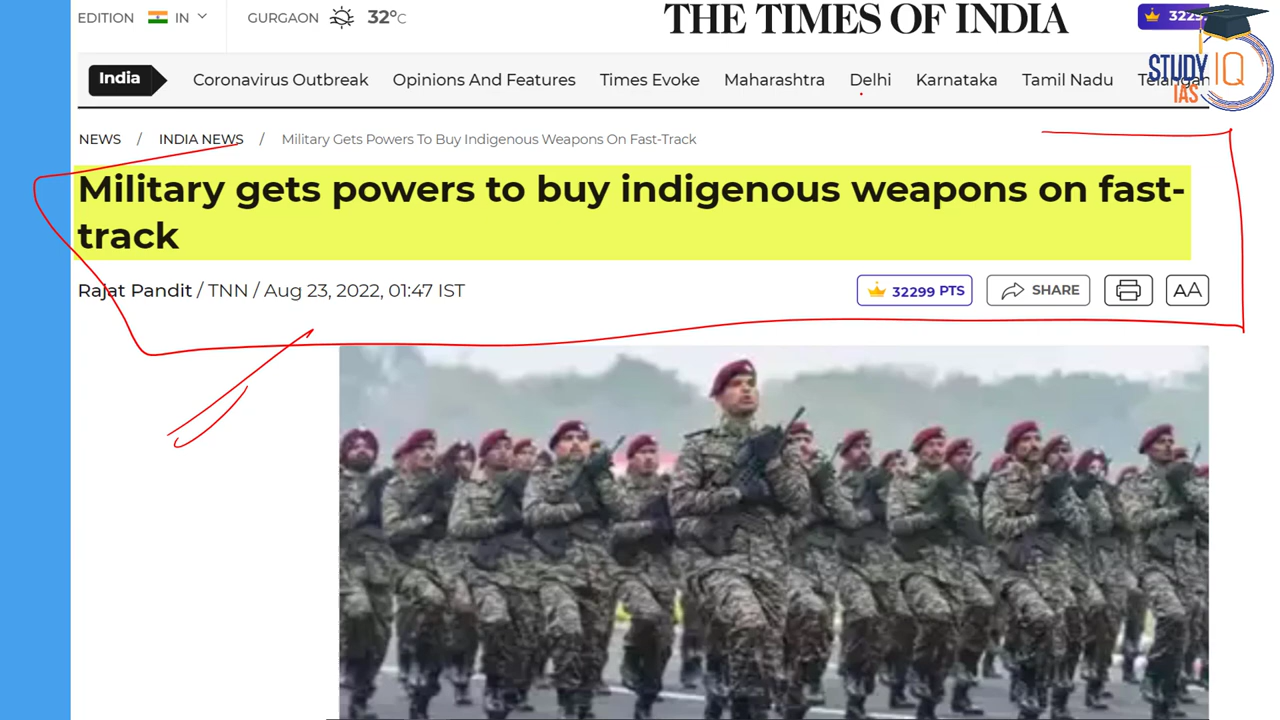 EDITION IN GURGAON 32°C THE TIMES OF INDIA
India Coronavirus Outbreak Opinions And Features Times Evoke Maharashtra Delhi Karnataka Tamil Nadu
STUDY IQ
IAS
NEWS / INDIA NEWS / Military Gets Powers To Buy Indigenous Weapons On Fast-Track
Military gets powers to buy indigenous weapons on fast-
track
Rajat Pandit / TNN / Aug 23, 2022, 01:47 IST 32299 PTS SHARE AA